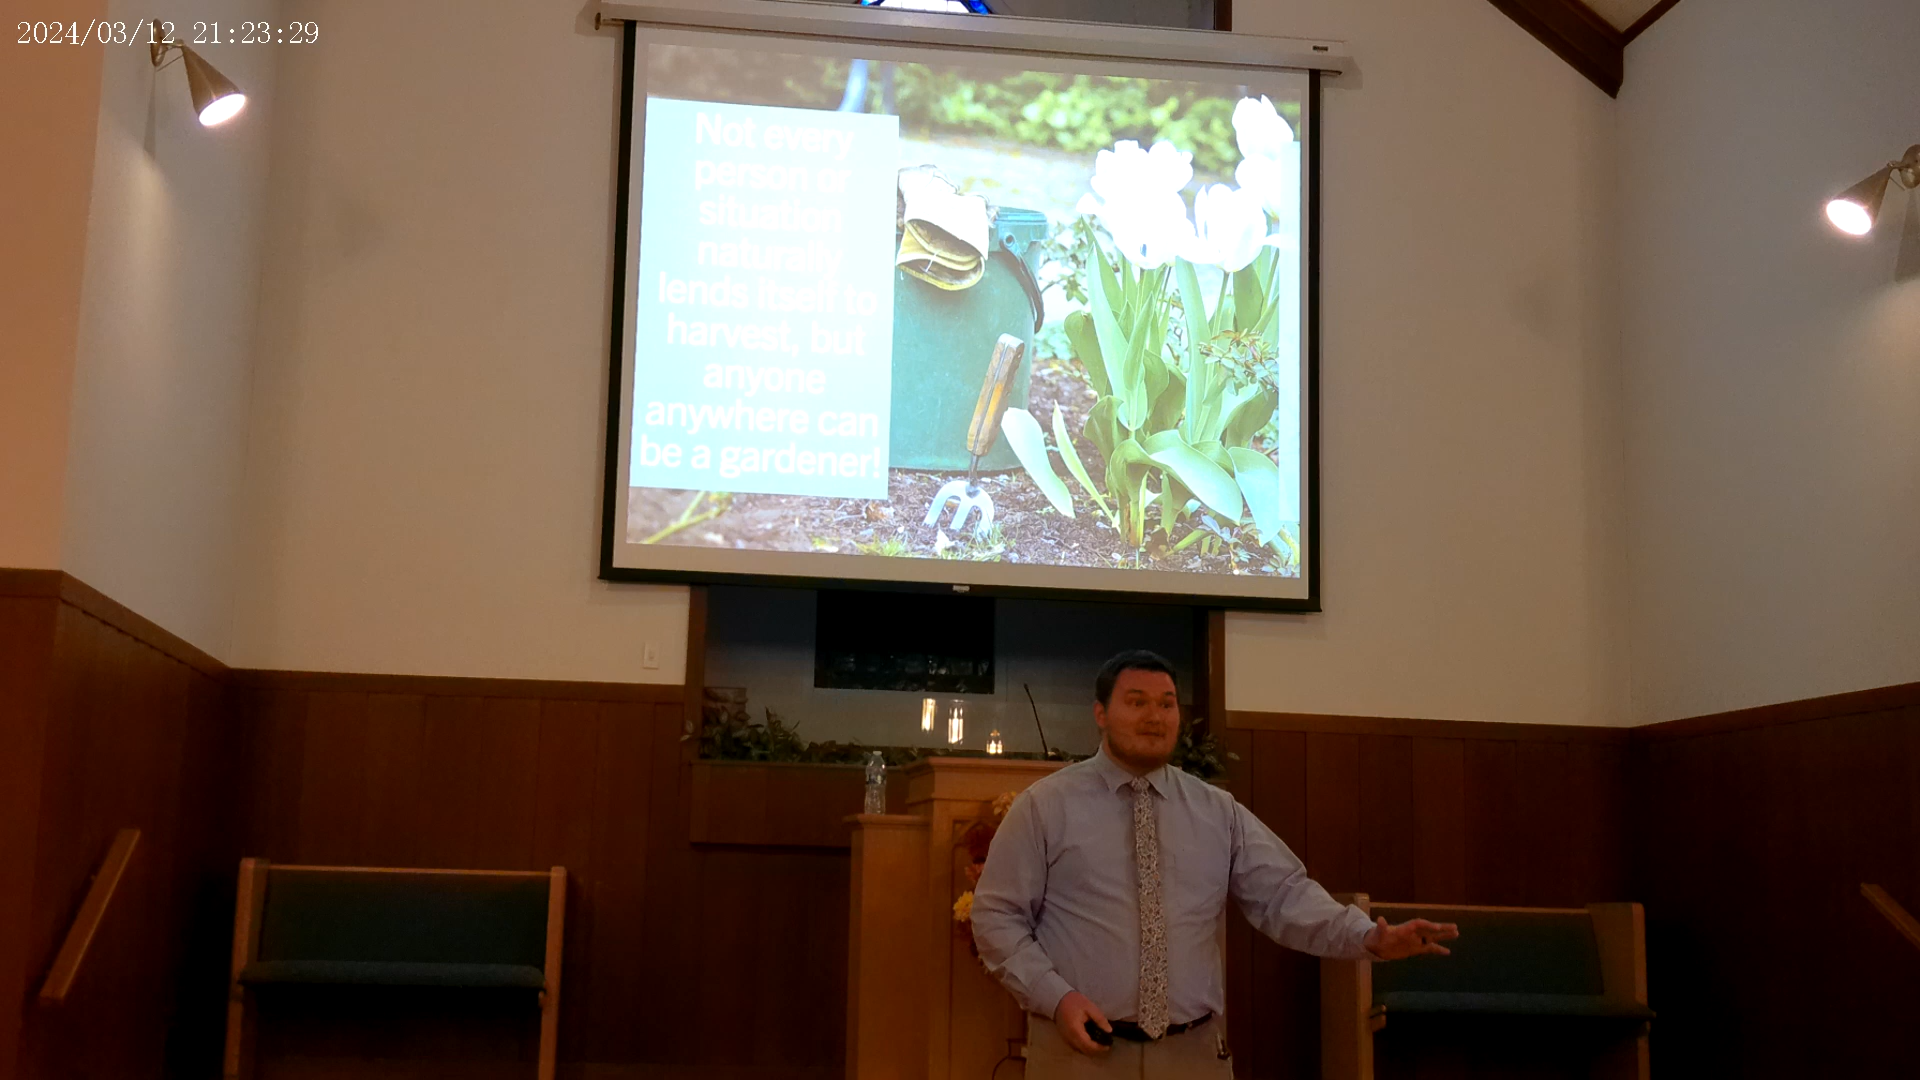 2024/03/12 21:23:29
Not every
person or
situation
naturally
lends itself to
harvest, but
anyone
anywhere can
be a gardener!